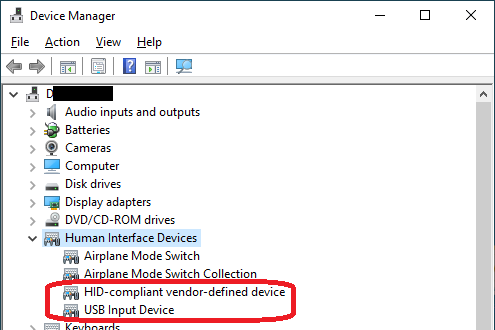 Device Manager
File Action View Help
D
Audio inputs and outputs
Batteries
Cameras
Computer
Disk drives
Display adapters
DVD/CD-ROM drives
Human Interface Devices
Airplane Mode Switch
Airplane Mode Switch Collection
HID-compliant vendor-defined device
USB Input Device
Keyboards